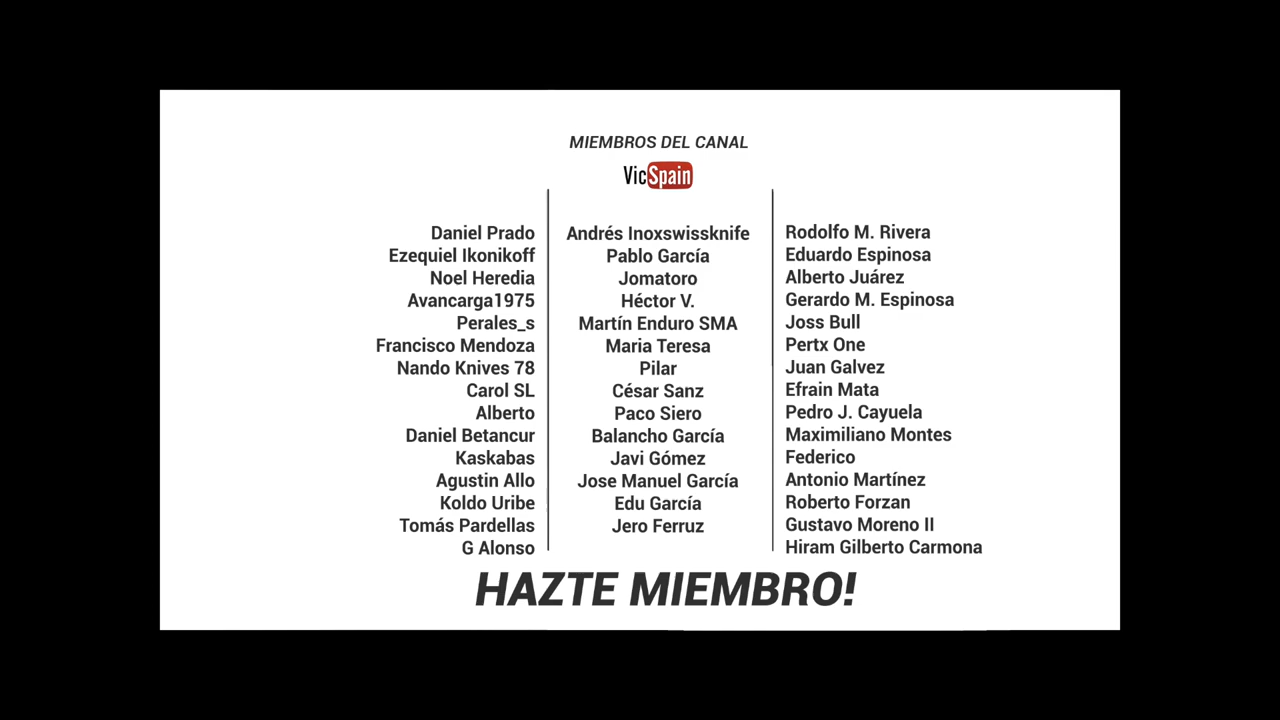 MIEMBROS DEL CANAL
VicSpain
Daniel Prado
Ezequiel Ikonikoff
Noel Heredia
Avancarga1975
Perales_s
Francisco Mendoza
Nando Knives 78
Carol SL
Alberto
Daniel Betancur
Kaskabas
Agustin Allo
Koldo Uribe
Tomás Pardellas
G Alonso
Andrés Inoxswissknife
Pablo García
Jomatoro
Héctor V.
Martín Enduro SMA
Maria Teresa
Pilar
César Sanz
Paco Siero
Balancho García
Javi Gómez
Jose Manuel García
Edu García
Jero Ferruz
Rodolfo M. Rivera
Eduardo Espinosa
Alberto Juárez
Gerardo M. Espinosa
Joss Bull
Pertx One
Juan Galvez
Efrain Mata
Pedro J. Cayuela
Maximiliano Montes
Federico
Antonio Martínez
Roberto Forzan
Gustavo Moreno II
Hiram Gilberto Carmona
HAZTE MIEMBRO!